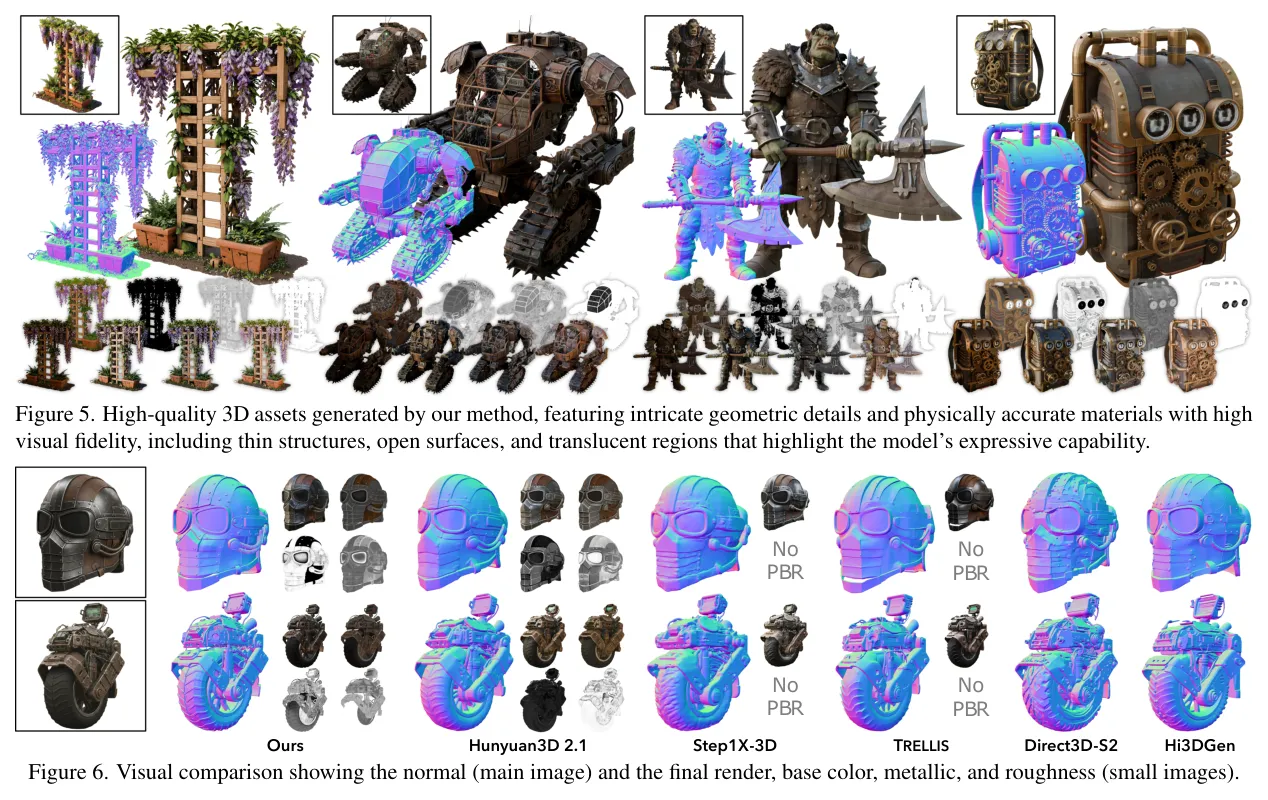 Figure 5. High-quality 3D assets generated by our method, featuring intricate geometric details and physically accurate materials with high
visual fidelity, including thin structures, open surfaces, and translucent regions that highlight the model's expressive capability.
No
PBR
No
PBR
No
PBR
No
PBR
Ours
Hunyuan3D 2.1
Step1X-3D
TRELLIS
Direct3D-S2
Hi3DGen
Figure 6. Visual comparison showing the normal (main image) and the final render, base color, metallic, and roughness (small images).